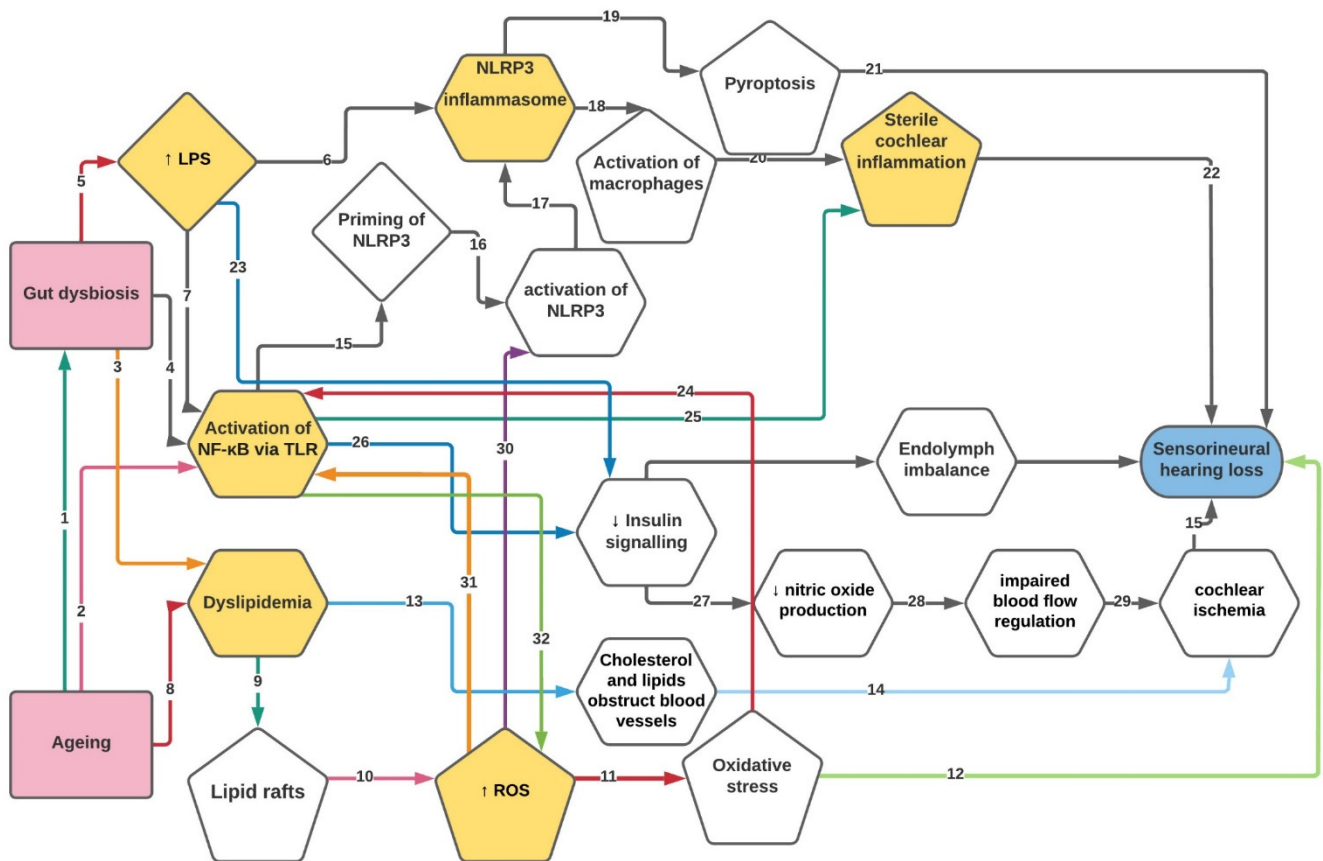 19
NLRP3
inflammasome
Pyroptosis
21
18
Sterile
cochlear
inflammation
↑ LPS
6
Activation of
macrophages
20
22
5
17
Priming of
NLRP3
16
23
activation of
NLRP3
Gut dysbiosis
7
15
3
4
24
25
Activation of
NF-κB via TLR
26
30
Endolymph
imbalance
Sensorineural
hearing loss
1
2
↓ Insulin
signalling
15
31
Dyslipidemia
13
27
↓ nitric oxide
production
28
impaired
blood flow
regulation
29
cochlear
ischemia
32
9
8
Cholesterol
and lipids
obstruct blood
vessels
14
Ageing
Lipid rafts
10
↑ ROS
11
Oxidative
stress
12